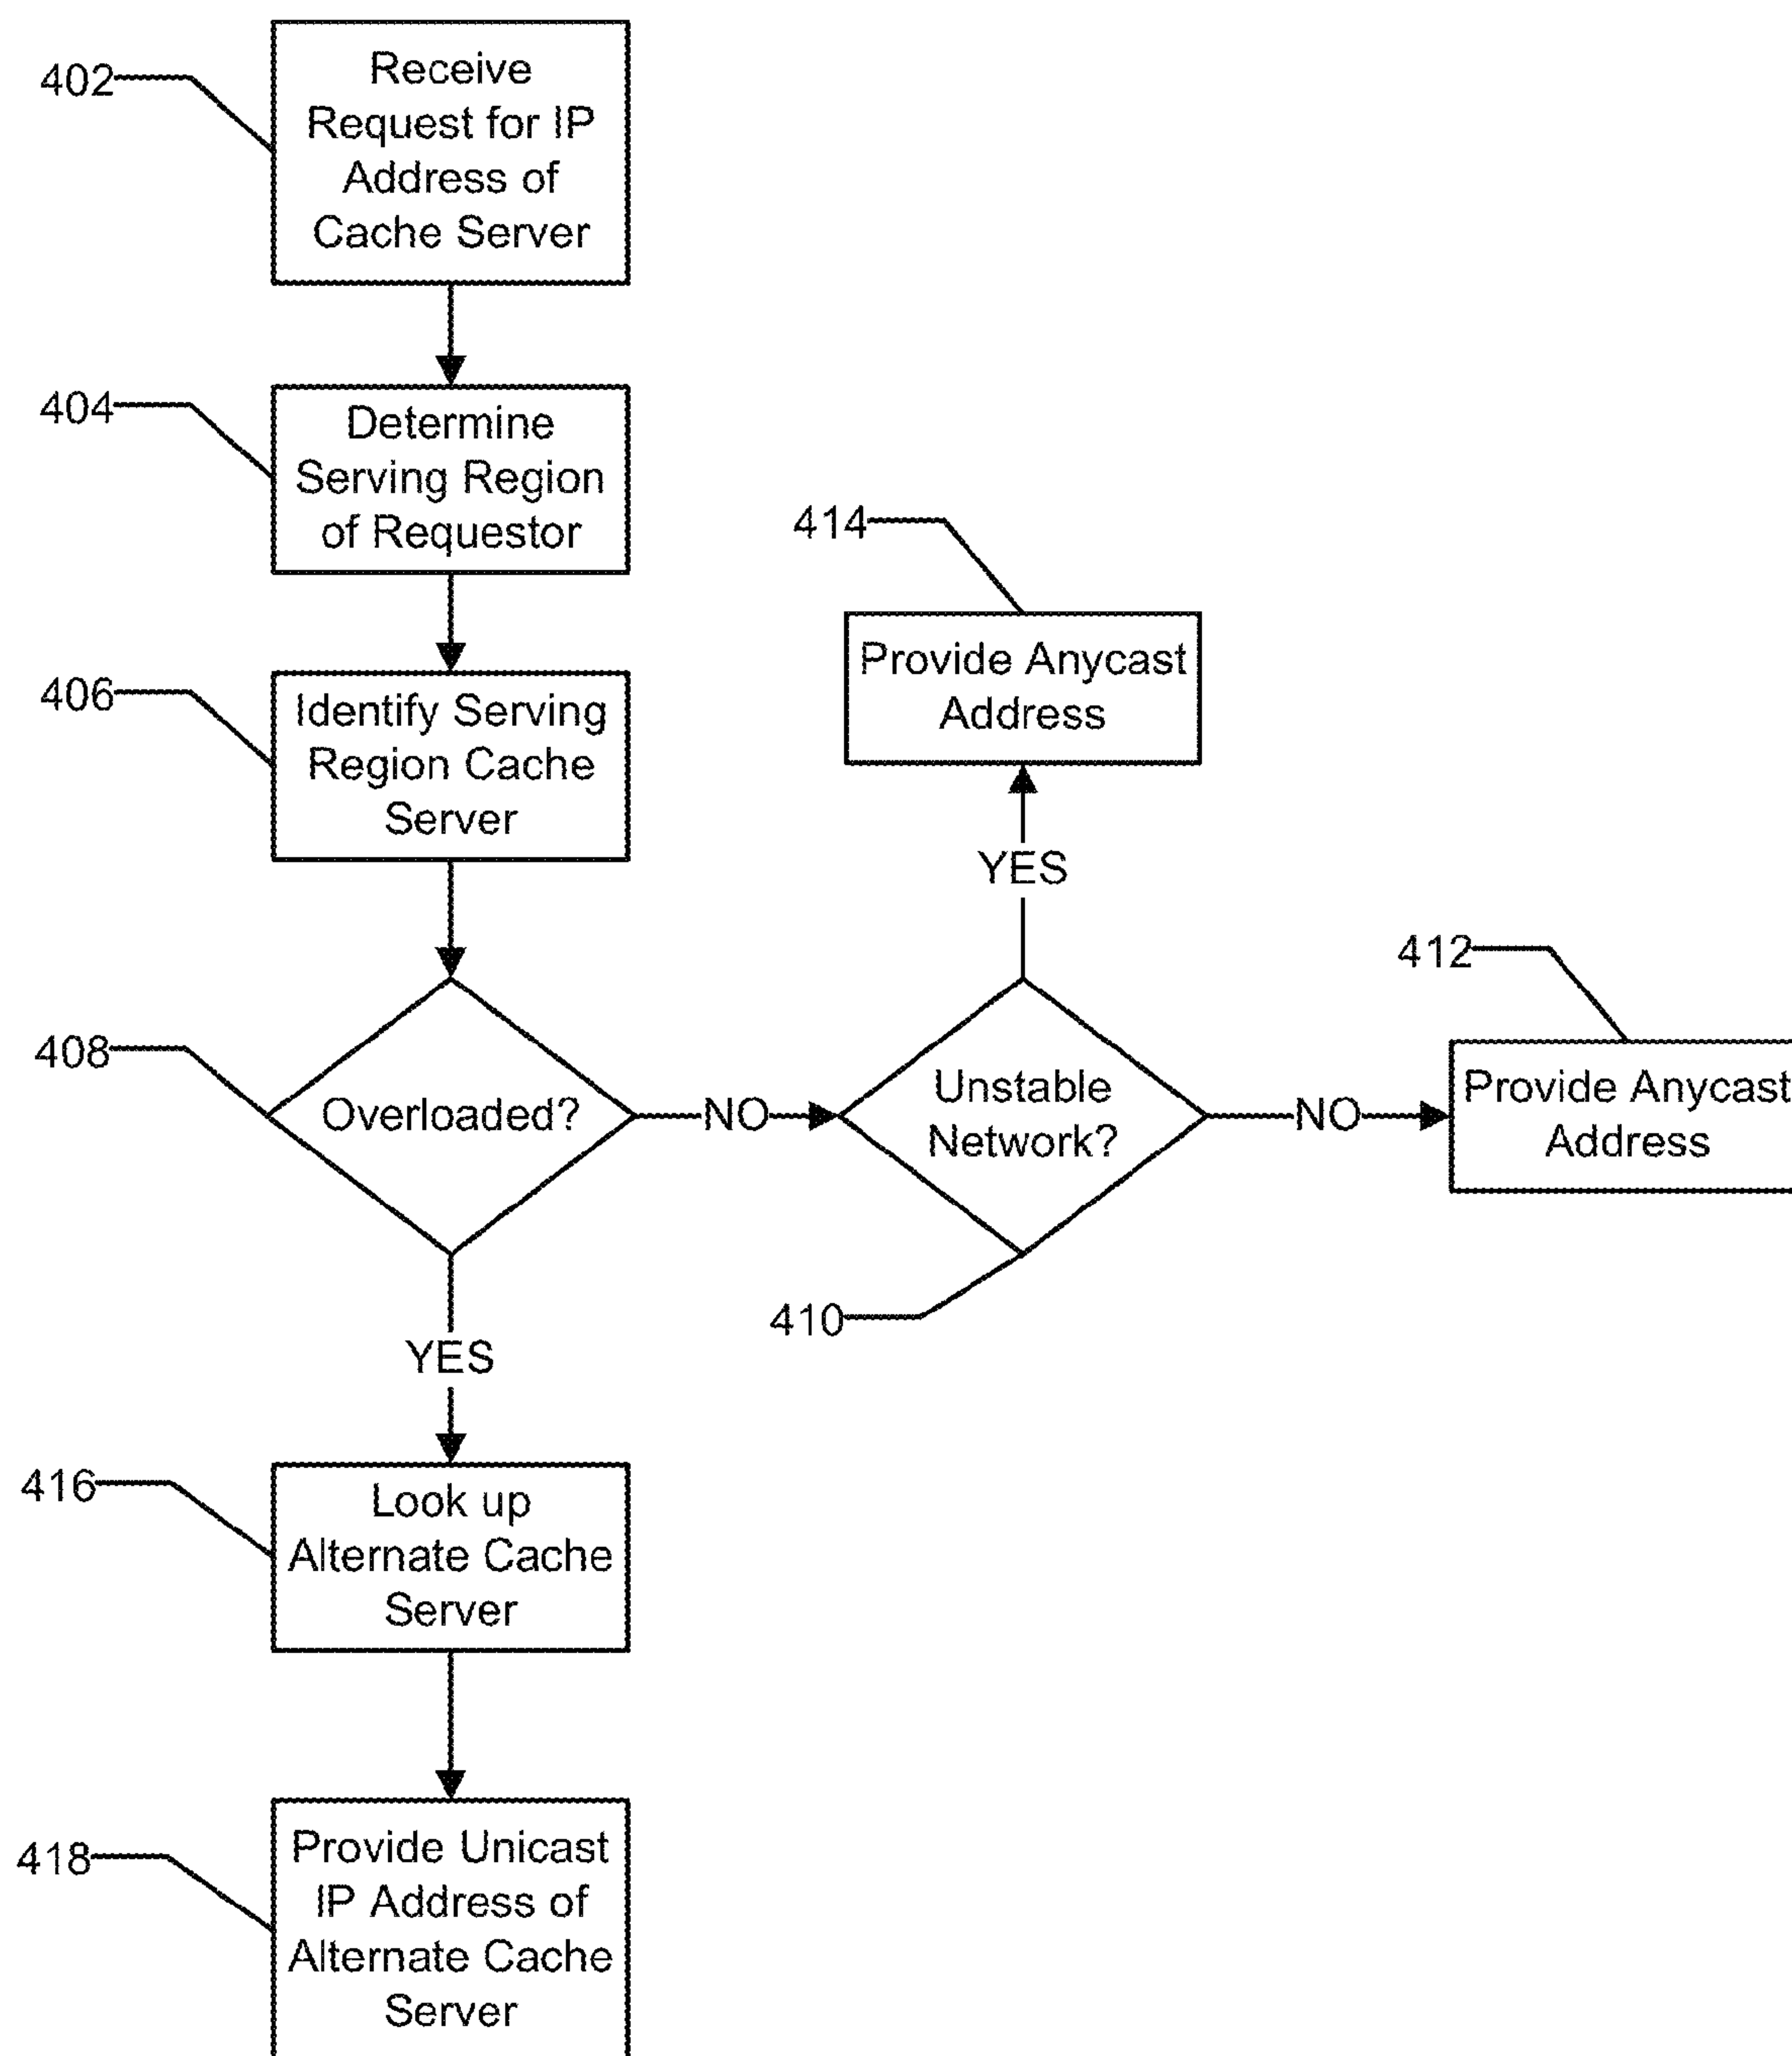 402
Receive
Request for IP
Address of
Cache Server
404
Determine
Serving Region
of Requestor
406
Identify Serving
Region Cache
Server
408
Overloaded?
NO
410
Unstable
Network?
YES
414
Provide Anycast
Address
NO
412
Provide Anycast
Address
YES
416
Look up
Alternate Cache
Server
418
Provide Unicast
IP Address of
Alternate Cache
Server